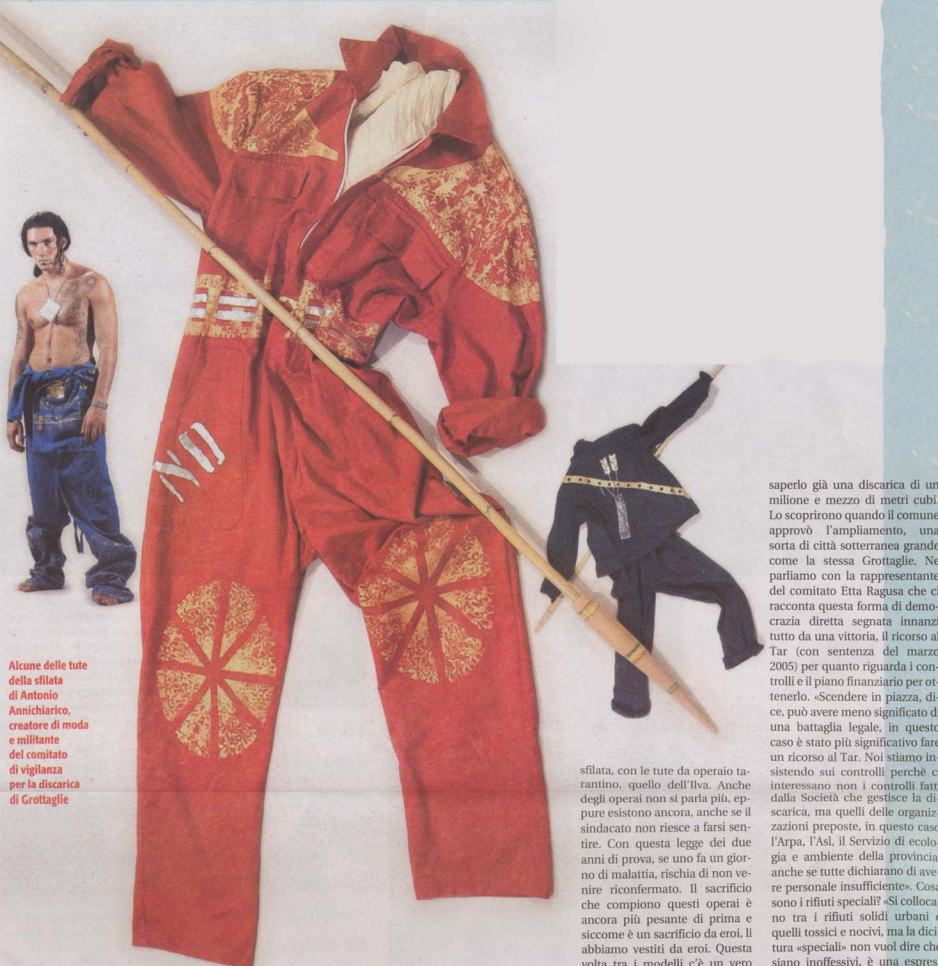 Alcune delle tute
della sfilata
di Antonio
Annichiarico,
creatore di moda
e militante
del comitato
di vigilanza
per la discarica
di Grottaglie
sfilata, con le tute da operaio ta-
rantino, quello dell'Ilva. Anche
degli operai non si parla più, ep-
pure esistono ancora, anche se il
sindacato non riesce a farsi sen-
tire. Con questa legge dei due
anni di prova, se uno fa un gior-
no di malattia, rischia di non ve-
nire riconfermato. Il sacrificio
che compiono questi operai è
ancora più pesante di prima e
siccome è un sacrificio da eroi, li
abbiamo vestiti da eroi. Questa
volta tra i modelli c'è un vero
saperlo già una discarica di un
milione e mezzo di metri cubi.
Lo scoprirono quando il comune
approvò l'ampliamento, una
sorta di città sotterranea grande
come la stessa Grottaglie. Ne
parliamo con la rappresentante
del comitato Etta Ragusa che ci
racconta questa forma di demo-
crazia diretta segnata innanzi
tutto da una vittoria, il ricorso al
Tar (con sentenza del marzo
2005) per quanto riguarda i con-
trolli e il piano finanziario per ot-
tenerlo. «Scendere in piazza, di-
ce, può avere meno significato di
una battaglia legale, in questo
caso è stato più significativo fare
un ricorso al Tar. Noi stiamo in-
sistendo sui controlli perchè c
interessano non i controlli fatt
dalla Società che gestisce la di-
scarica, ma quelli delle organiz-
zazioni preposte, in questo caso
l'Arpa, l'Asl, il Servizio di ecolo-
gia e ambiente della provincia
anche se tutte dichiarano di ave-
re personale insufficiente». Cosa
sono i rifiuti speciali? «Si colloca-
no tra i rifiuti solidi urbani e
quelli tossici e nocivi, ma la dici-
tura «speciali» non vuol dire che
siano inoffessivi, è una espres